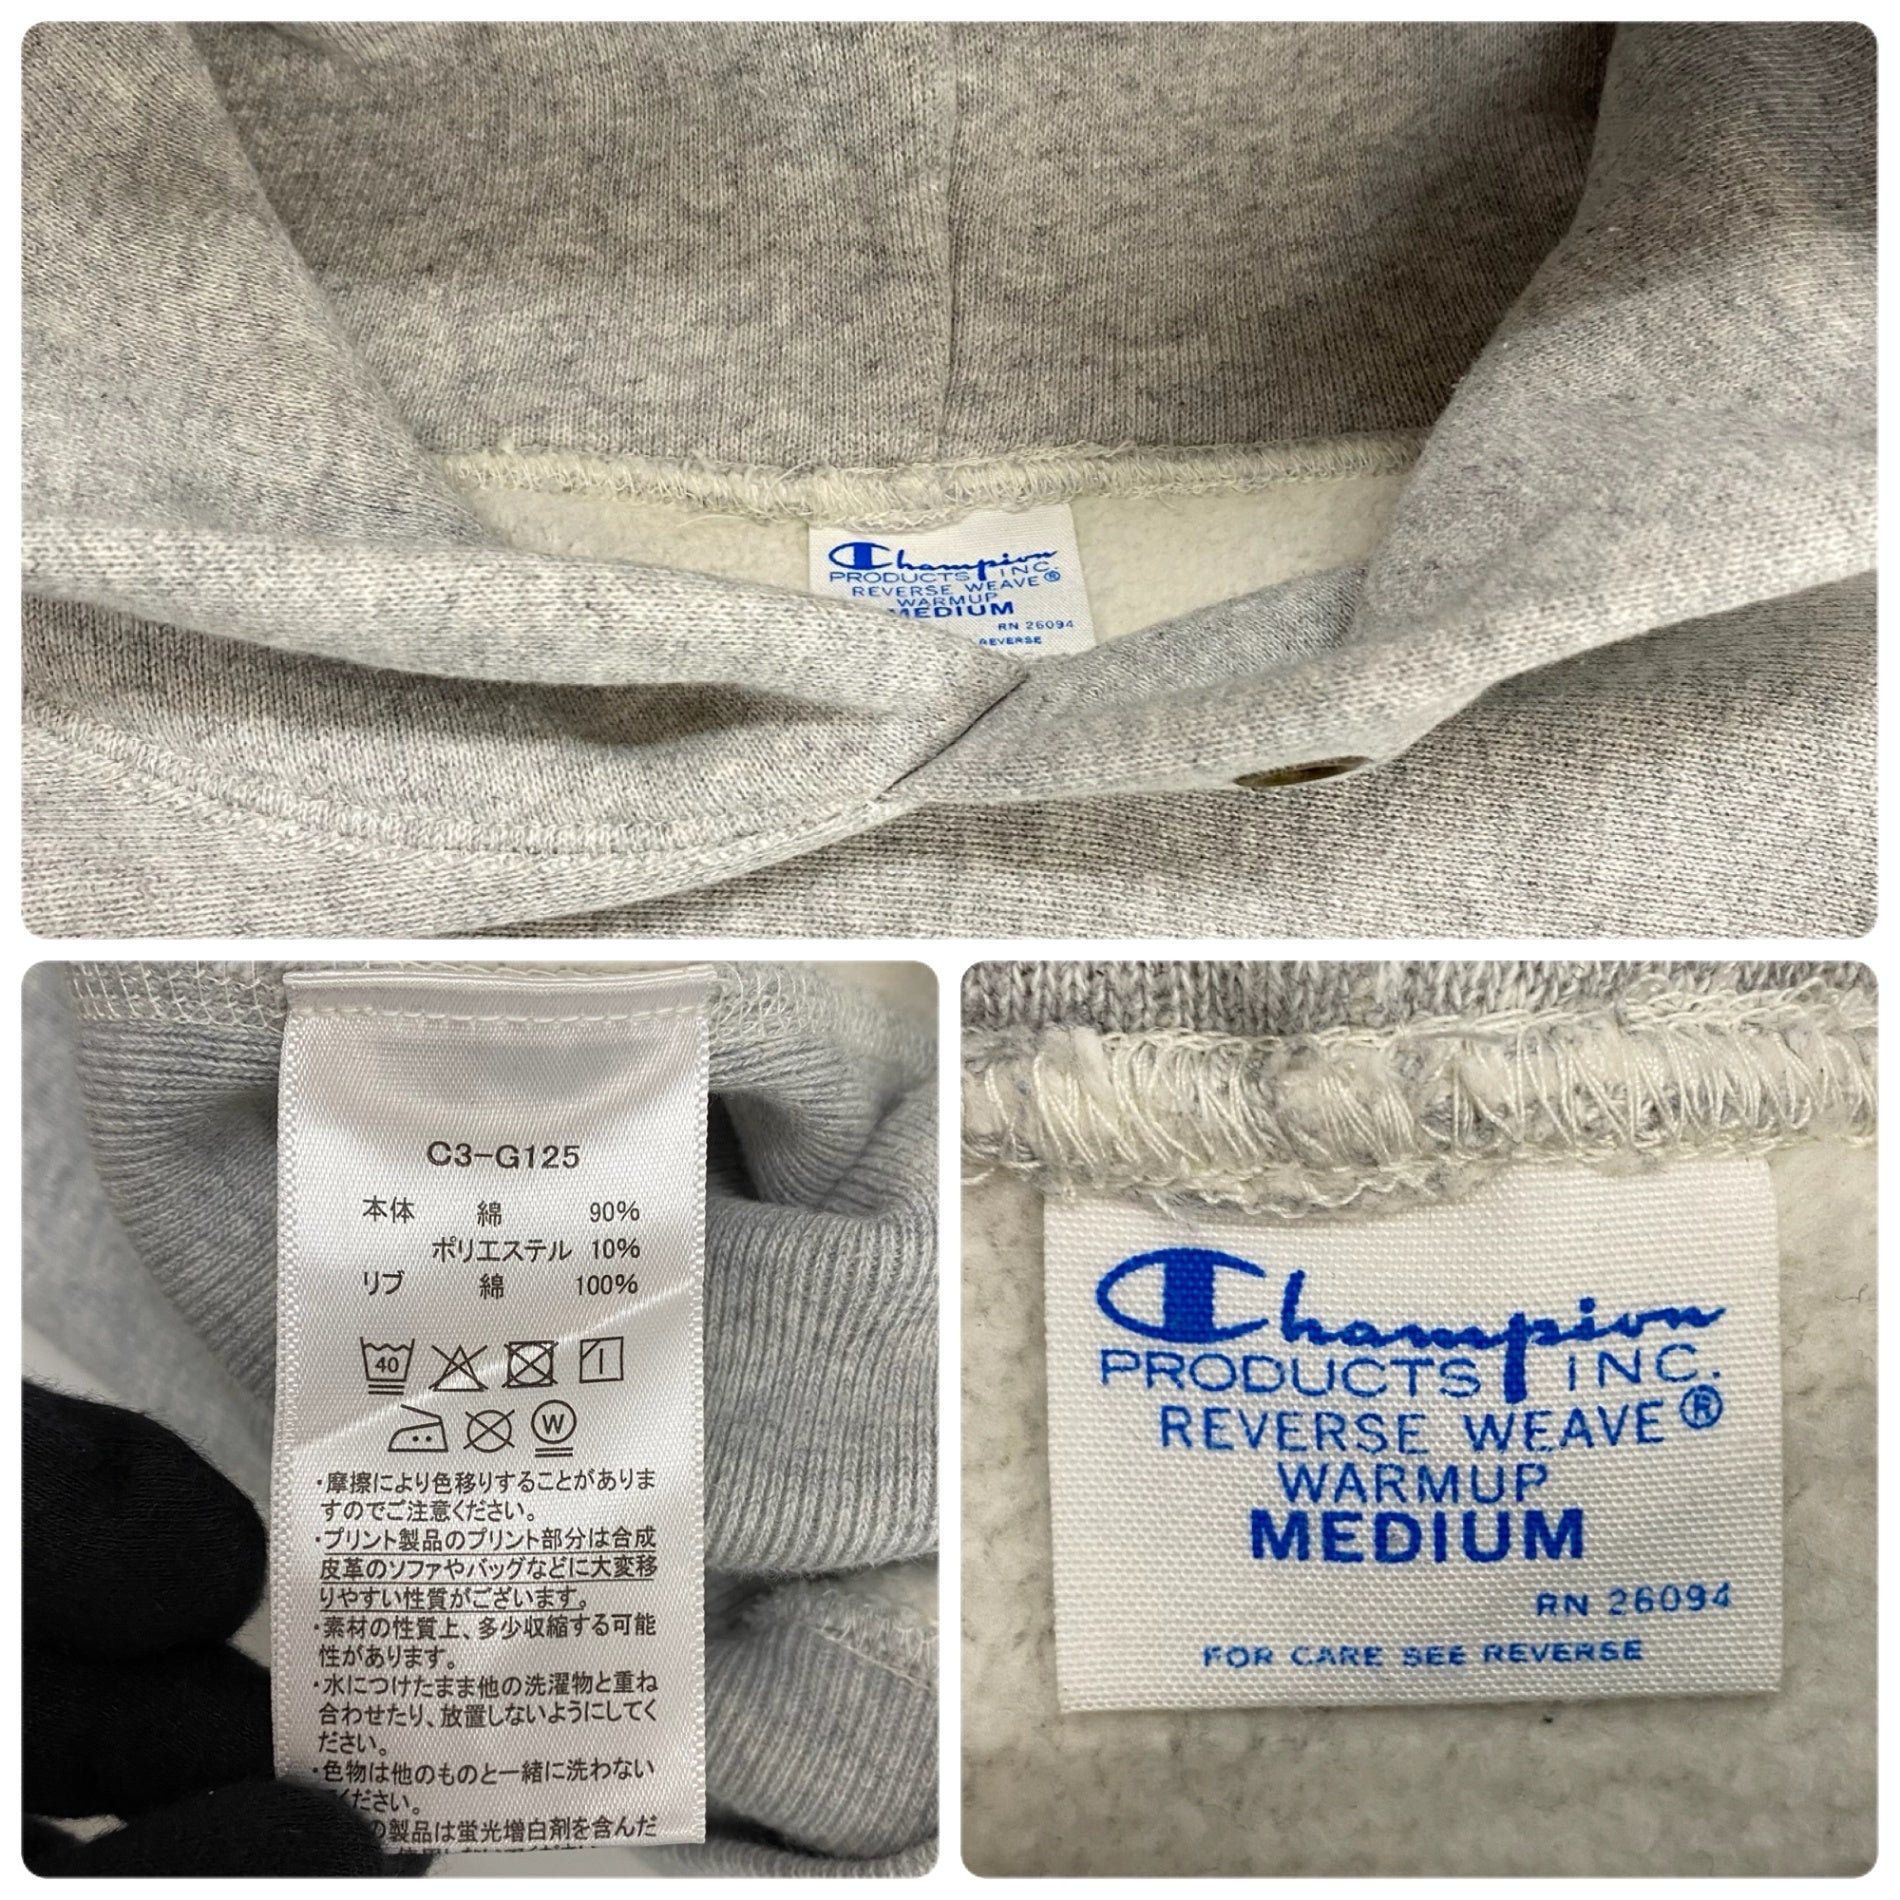 Champion
PRODUCTS INC.
REVERSE WEAVE®
WARMUP
MEDIUM
RN 26094
REVERSE
C3-G125
本体 綿 90%
ポリエステル 10%
リブ 綿 100%
40
W
・摩擦により色移りすることがありま
すのでご注意ください。
・プリント製品のプリント部分は合成
皮革のソファやバッグなどに大変移
りやすい性質がございます。
・素材の性質上、多少収縮する可能
性があります。
・水につけたまま他の洗濯物と重ね
合わせたり、放置しないようにしてく
ださい。
・色物は他のものと一緒に洗わない
ください。
の製品は蛍光増白剤を含んだ
Champion
PRODUCTS INC.
REVERSE WEAVE®
WARMUP
MEDIUM
RN 26094
FOR CARE SEE REVERSE